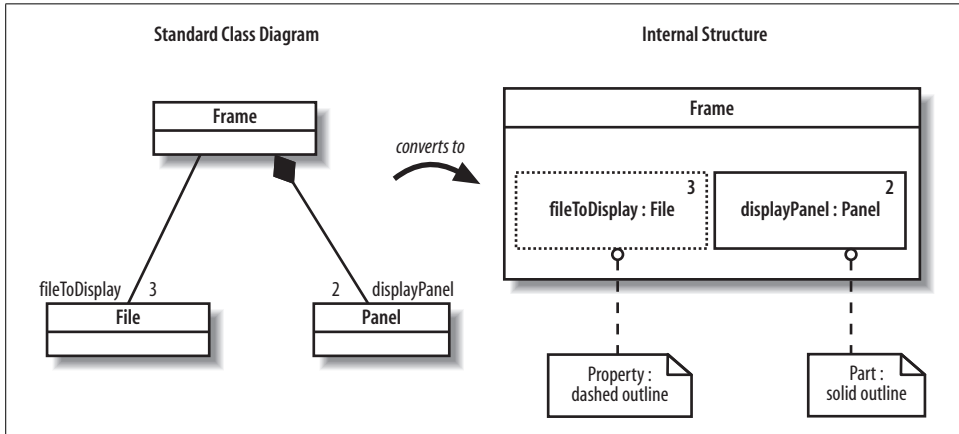 Standard Class Diagram
Internal Structure
Frame
converts to
Frame
3
fileToDisplay : File
2
displayPanel : Panel
fileToDisplay 3
2 displayPanel
File
Panel
Property :
dashed outline
Part :
solid outline